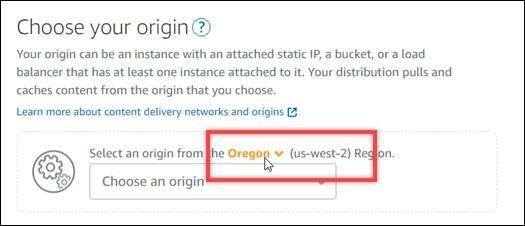 Choose your origin ?
Your origin can be an instance with an attached static IP, a bucket, or a load
balancer that has at least one instance attached to it. Your distribution pulls and
caches content from the origin that you choose.
Learn more about content delivery networks and origins
Select an origin from the Oregon (us-west-2) Region.
Choose an origin